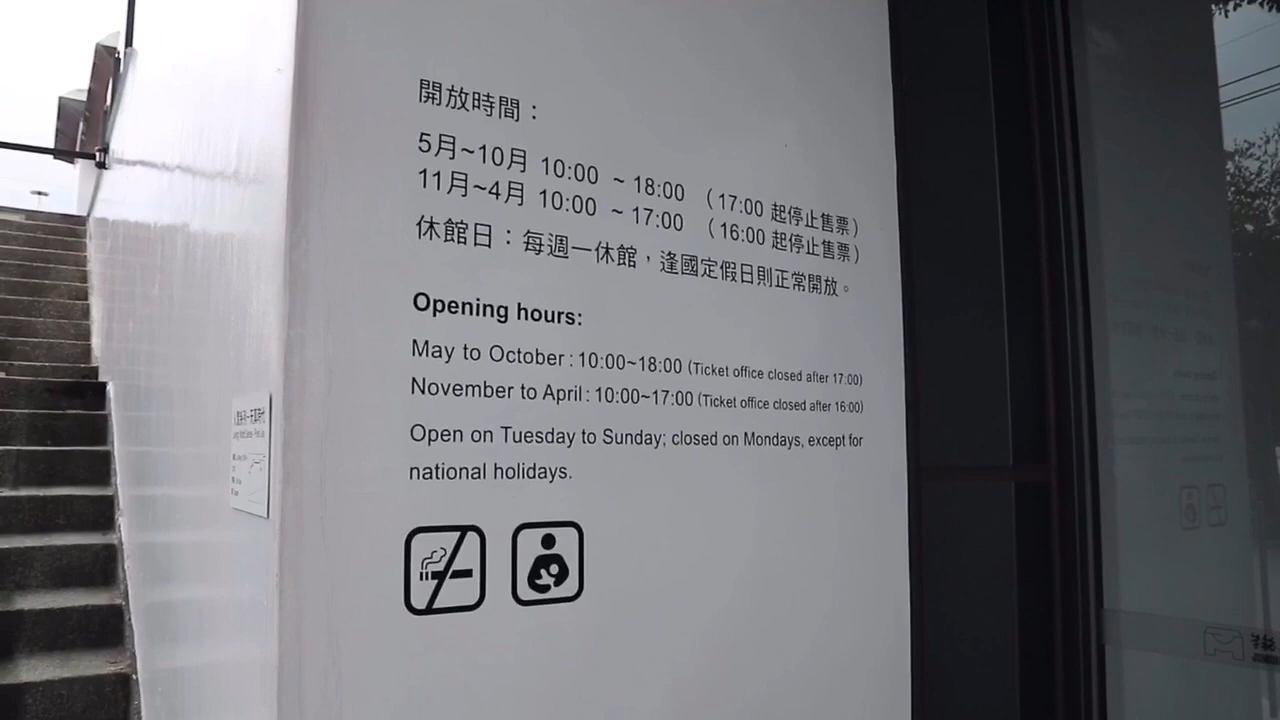 開放時間：
5月~10月 10:00 ~ 18:00 （17:00 起停止售票）
11月~4月 10:00 ~ 17:00 （16:00 起停止售票）
休館日：每週一休館，逢國定假日則正常開放。
Opening hours:
May to October : 10:00~18:00 (Ticket office closed after 17:00)
November to April : 10:00~17:00 (Ticket office closed after 16:00)
Open on Tuesday to Sunday; closed on Mondays, except for
national holidays.